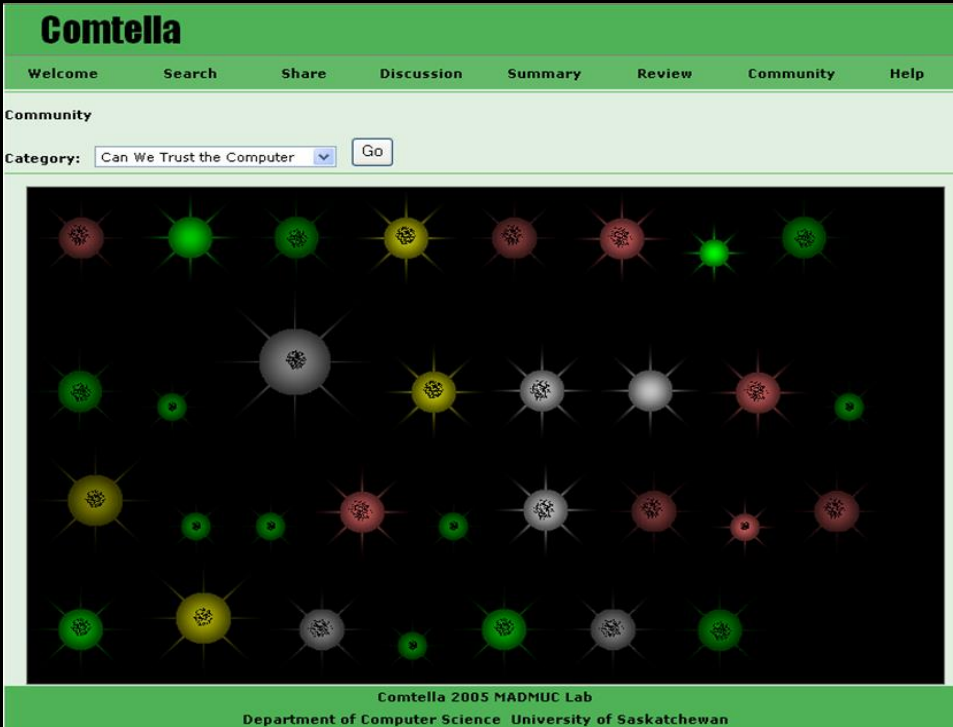 Comtella
Welcome Search Share Discussion Summary Review Community Help
Community
Category: Can We Trust the Computer Go
Comtella 2005 MADMUC Lab
Department of Computer Science University of Saskatchewan